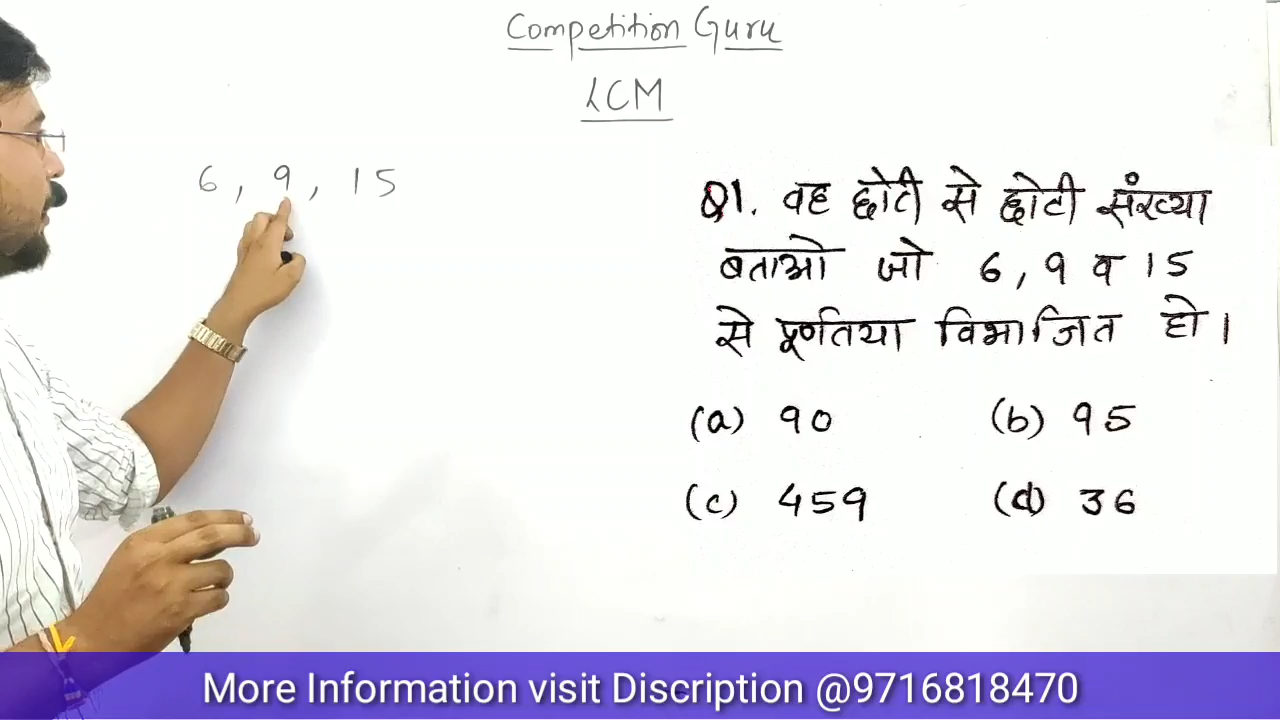 Competition Guru
LCM
6, 9, 15
Q1. वह छोटी से छोटी संख्या
बताओ जो 6, 9 व 15
से पूर्णतिया विभाजित हो।
(a) 90 (b) 95
(c) 459 (d) 36
More Information visit Discription @9716818470